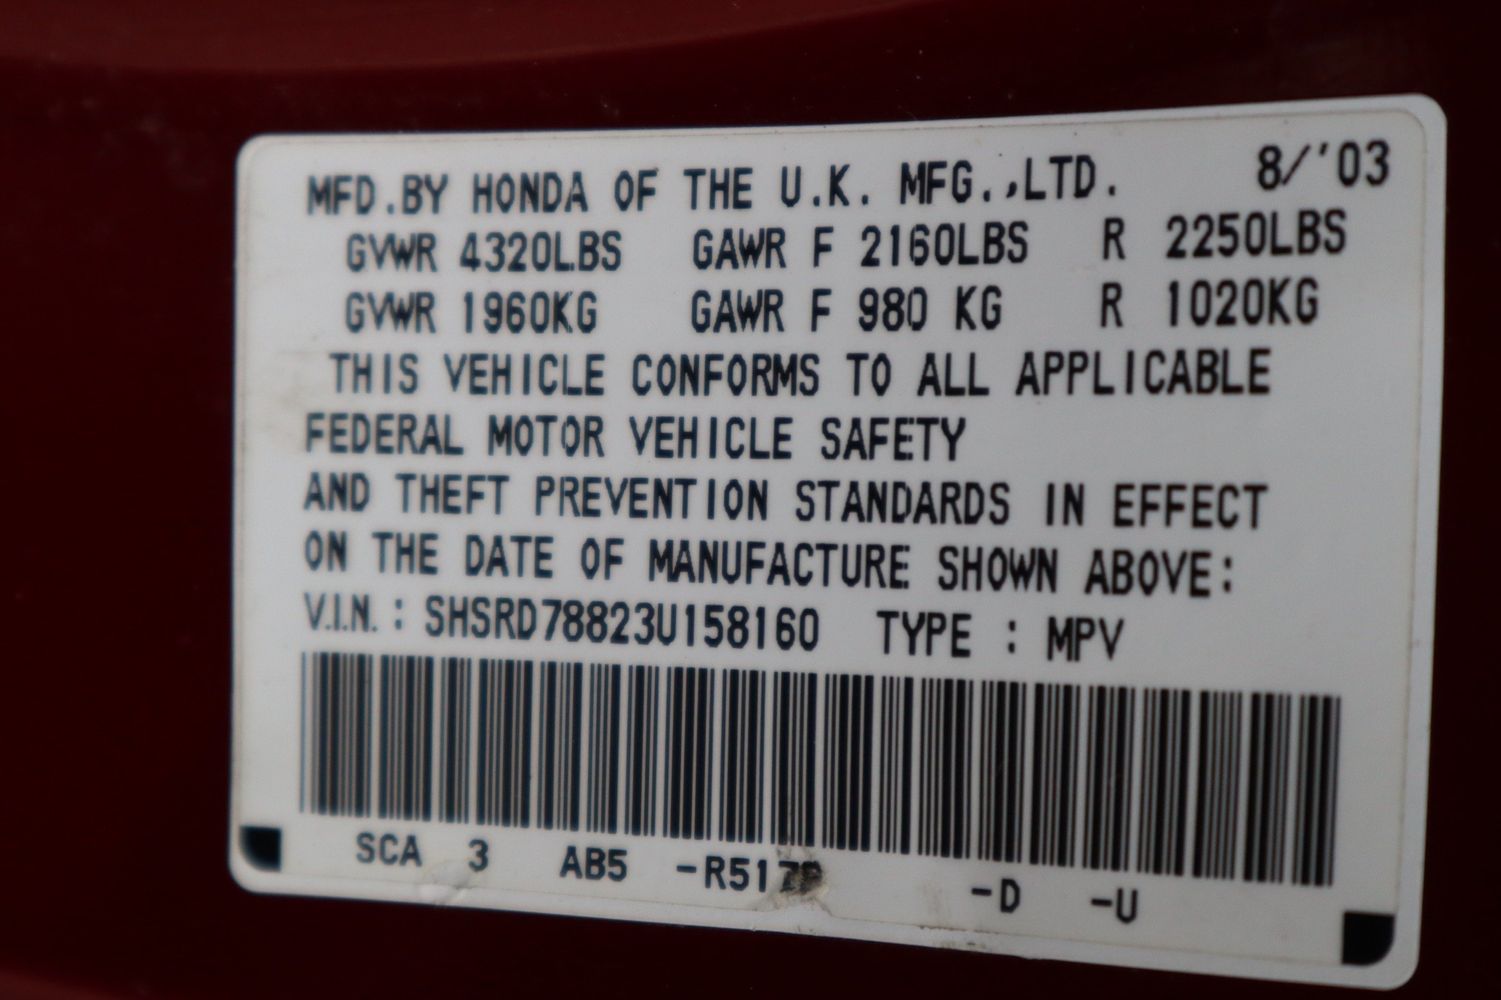 MFD.BY HONDA OF THE U.K. MFG.,LTD. 8/'03
GVWR 4320LBS GAWR F 2160LBS R 2250LBS
GVWR 1960KG GAWR F 980 KG R 1020KG
THIS VEHICLE CONFORMS TO ALL APPLICABLE
FEDERAL MOTOR VEHICLE SAFETY
AND THEFT PREVENTION STANDARDS IN EFFECT
ON THE DATE OF MANUFACTURE SHOWN ABOVE:
V.I.N.: SHSRD78823U158160 TYPE : MPV
SCA 3 AB5 -D -U